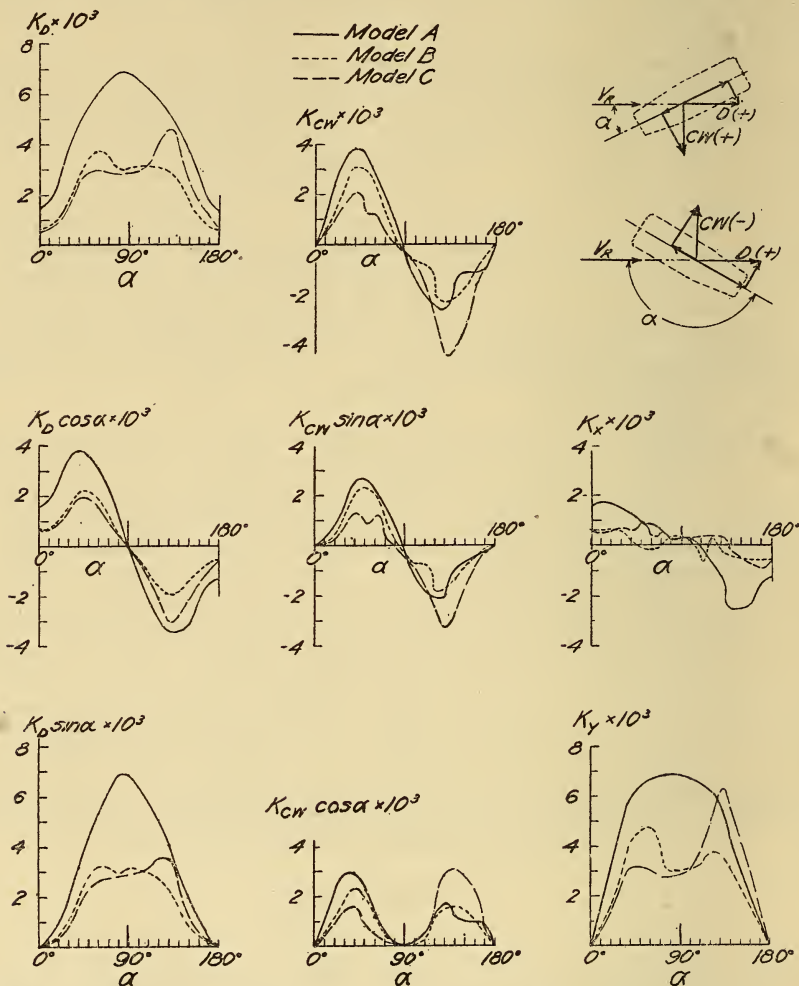 K_D × 10³
8
6
4
2
0°
90°
180°
α
Model A
Model B
Model C
K_CW × 10³
4
2
180°
0°
α
90°
-2
-4
V_R
α
D(+)
CW(+)
CW(-)
V_R
D(+)
α
K_D cosα × 10³
4
2
180°
0°
α
90°
-2
-4
K_CW sinα × 10³
4
2
180°
0°
α
90°
-2
-4
K_X × 10³
4
2
180°
0°
α
90°
-2
-4
K_D sinα × 10³
8
6
4
2
0°
90°
180°
α
K_CW cosα × 10³
4
2
0°
90°
180°
α
K_Y × 10³
8
6
4
2
0°
90°
180°
α